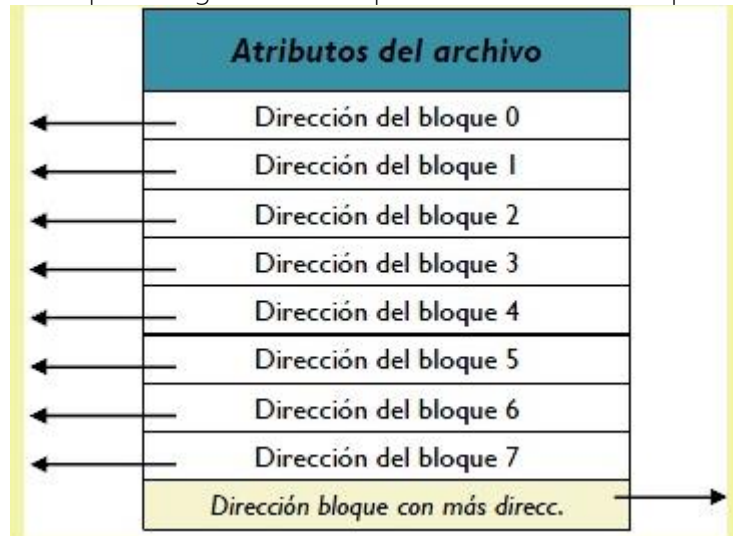 Atributos del archivo
Dirección del bloque 0
Dirección del bloque 1
Dirección del bloque 2
Dirección del bloque 3
Dirección del bloque 4
Dirección del bloque 5
Dirección del bloque 6
Dirección del bloque 7
Dirección bloque con más direcc.